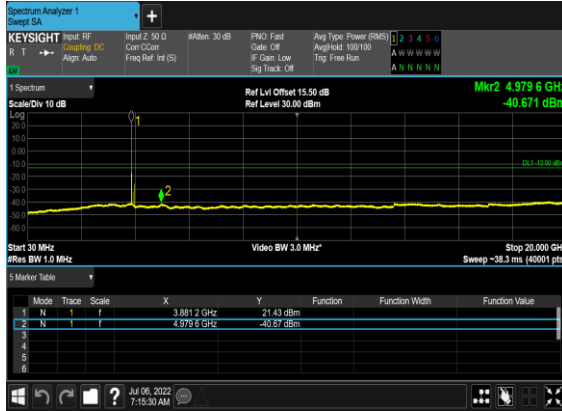 Spectrum Analyzer 1
Swept SA
+
KEYSIGHT Input: RF Input Z: 50 Ω #Atten: 30 dB PNO: Fast Avg Type: Power (RMS) 1 2 3 4 5 6
R T Coupling: DC Corr CCorr Gate: Off Avg|Hold: 100/100 A W W W W W
Align: Auto Freq Ref: Int (S) IF Gain: Low Trig: Free Run
LXI Sig Track: Off A N N N N N
1 Spectrum Ref Lvl Offset 15.50 dB Mkr2 4.979 6 GHz
Scale/Div 10 dB Ref Level 30.00 dBm -40.671 dBm
Log
20.0
10.0
0.00
-10.0
DL1 -13.00 dBm
-20.0
-30.0
-40.0
-50.0
-60.0
1
2
Start 30 MHz Video BW 3.0 MHz* Stop 20.000 GHz
#Res BW 1.0 MHz Sweep ~38.3 ms (40001 pts)
5 Marker Table
Mode Trace Scale X Y Function Function Width Function Value
1 N 1 f 3.881 2 GHz 21.43 dBm
2 N 1 f 4.979 6 GHz -40.67 dBm
3
4
5
6
? Jul 06, 2022
7:15:30 AM